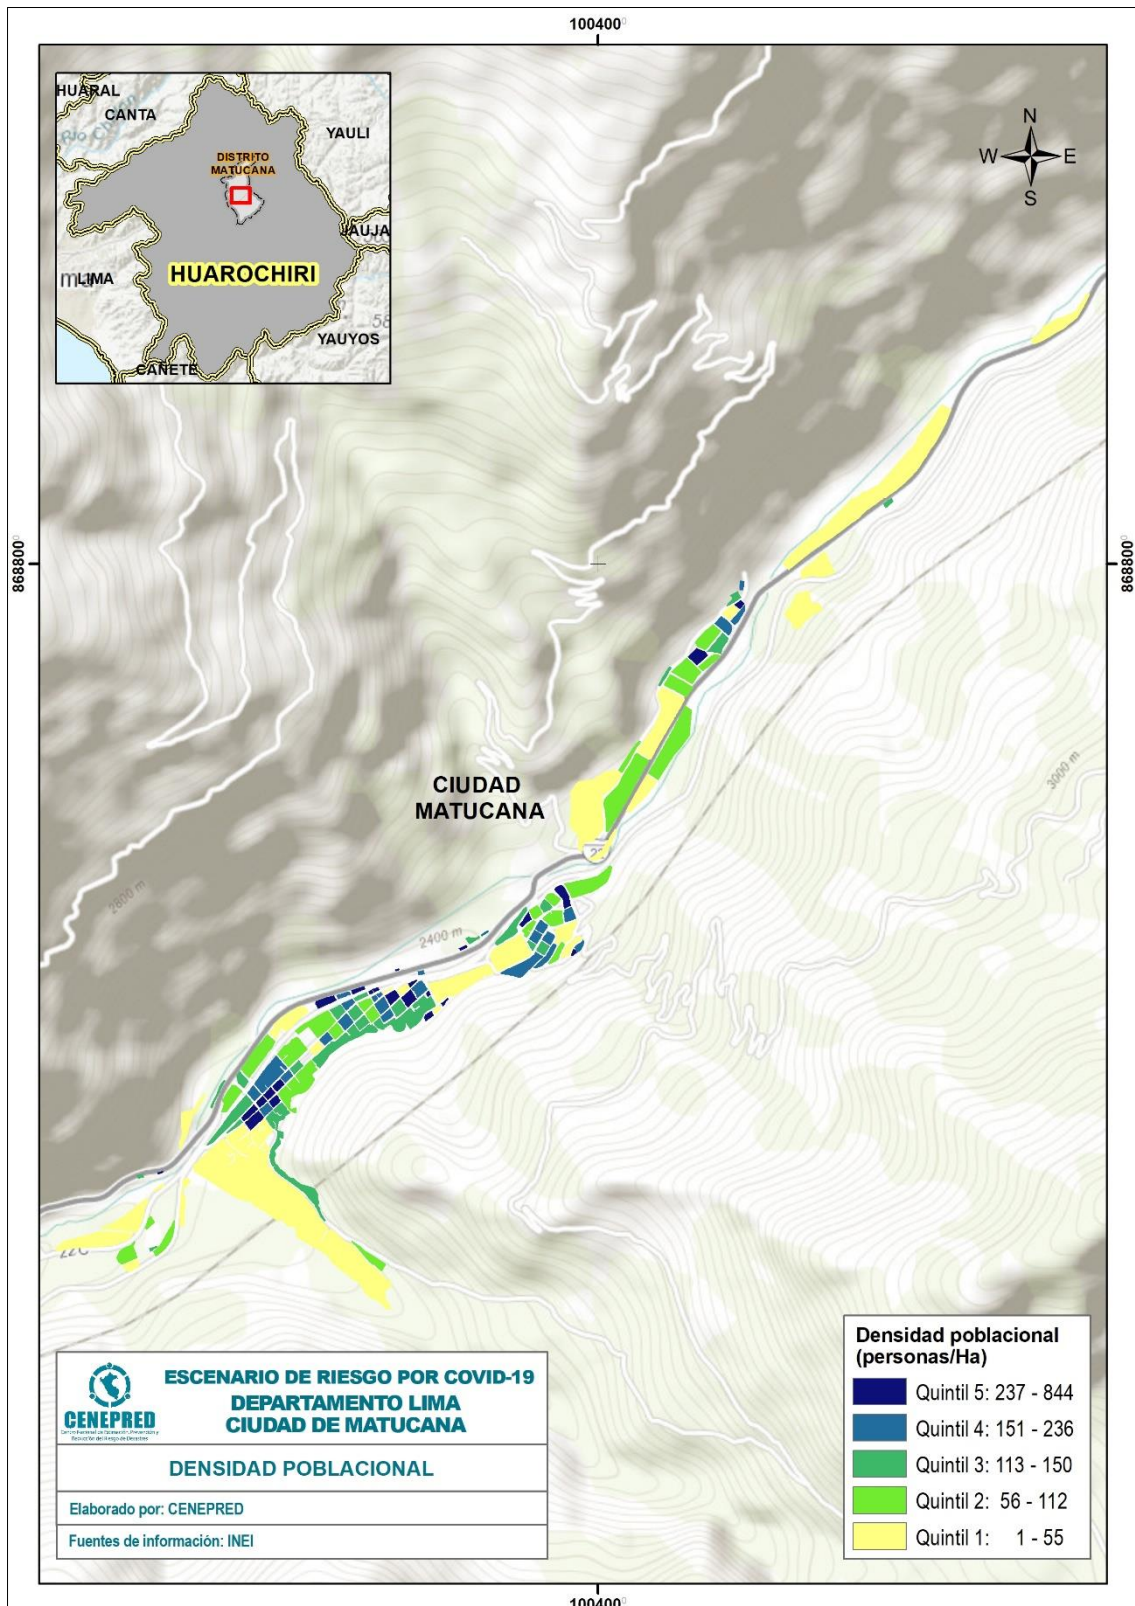 100400°
HUARAL
CANTA
YAULI
DISTRITO
MATUCANA
JAUJA
LIMA
HUAROCHIRI
YAUYOS
CAÑETE
N
W
E
S
868800°
868800°
CIUDAD
MATUCANA
3000 m
2800 m
2400 m
22
Densidad poblacional
(personas/Ha)
Quintil 5: 237 - 844
Quintil 4: 151 - 236
Quintil 3: 113 - 150
Quintil 2: 56 - 112
Quintil 1: 1 - 55
CENEPRED
ESCENARIO DE RIESGO POR COVID-19
DEPARTAMENTO LIMA
CIUDAD DE MATUCANA
DENSIDAD POBLACIONAL
Elaborado por: CENEPRED
Fuentes de información: INEI
100400°